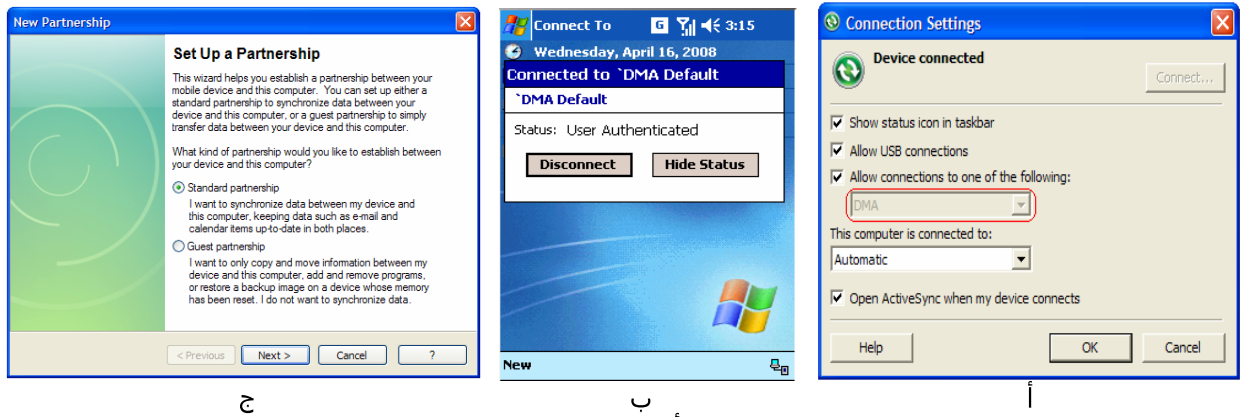 New Partnership
Set Up a Partnership
This wizard helps you establish a partnership between your
mobile device and this computer. You can set up either a
standard partnership to synchronize data between your
device and this computer, or a guest partnership to simply
transfer data between your device and this computer.
What kind of partnership would you like to establish between
your device and this computer?
Standard partnership
I want to synchronize data between my device and
this computer, keeping data such as e-mail and
calendar items up-to-date in both places.
Guest partnership
I want to only copy and move information between my
device and this computer, add and remove programs,
or restore a backup image on a device whose memory
has been reset. I do not want to synchronize data.
< Previous Next > Cancel ?
ج
Connect To G 3:15
Wednesday, April 16, 2008
Connected to `DMA Default
`DMA Default
Status: User Authenticated
Disconnect Hide Status
New
ب
Connection Settings
Device connected
Connect...
Show status icon in taskbar
Allow USB connections
Allow connections to one of the following:
DMA
This computer is connected to:
Automatic
Open ActiveSync when my device connects
Help OK Cancel
أ